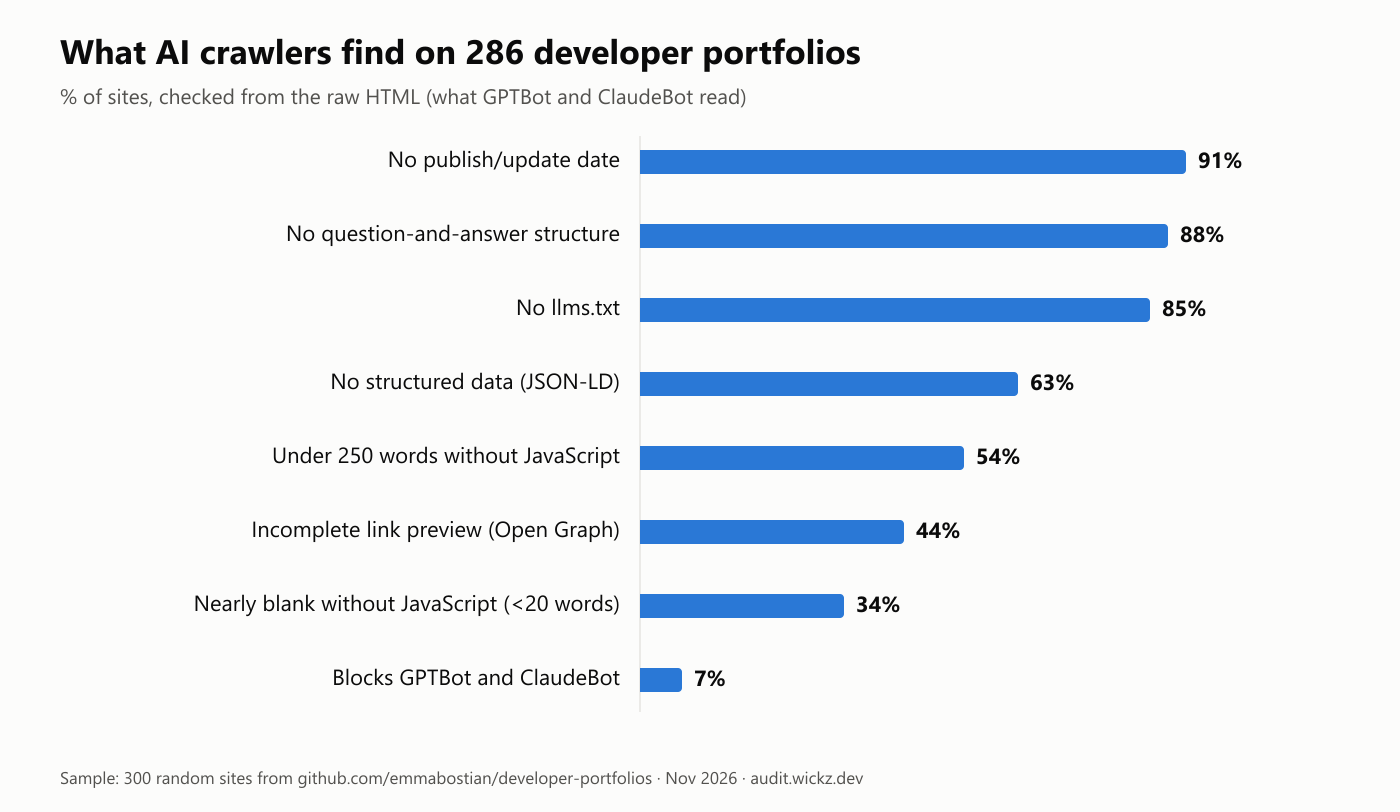 What AI crawlers find on 286 developer portfolios
% of sites, checked from the raw HTML (what GPTBot and ClaudeBot read)
No publish/update date 91%
No question-and-answer structure 88%
No llms.txt 85%
No structured data (JSON-LD) 63%
Under 250 words without JavaScript 54%
Incomplete link preview (Open Graph) 44%
Nearly blank without JavaScript (<20 words) 34%
Blocks GPTBot and ClaudeBot 7%
Sample: 300 random sites from github.com/emmabostian/developer-portfolios · Nov 2026 · audit.wickz.dev